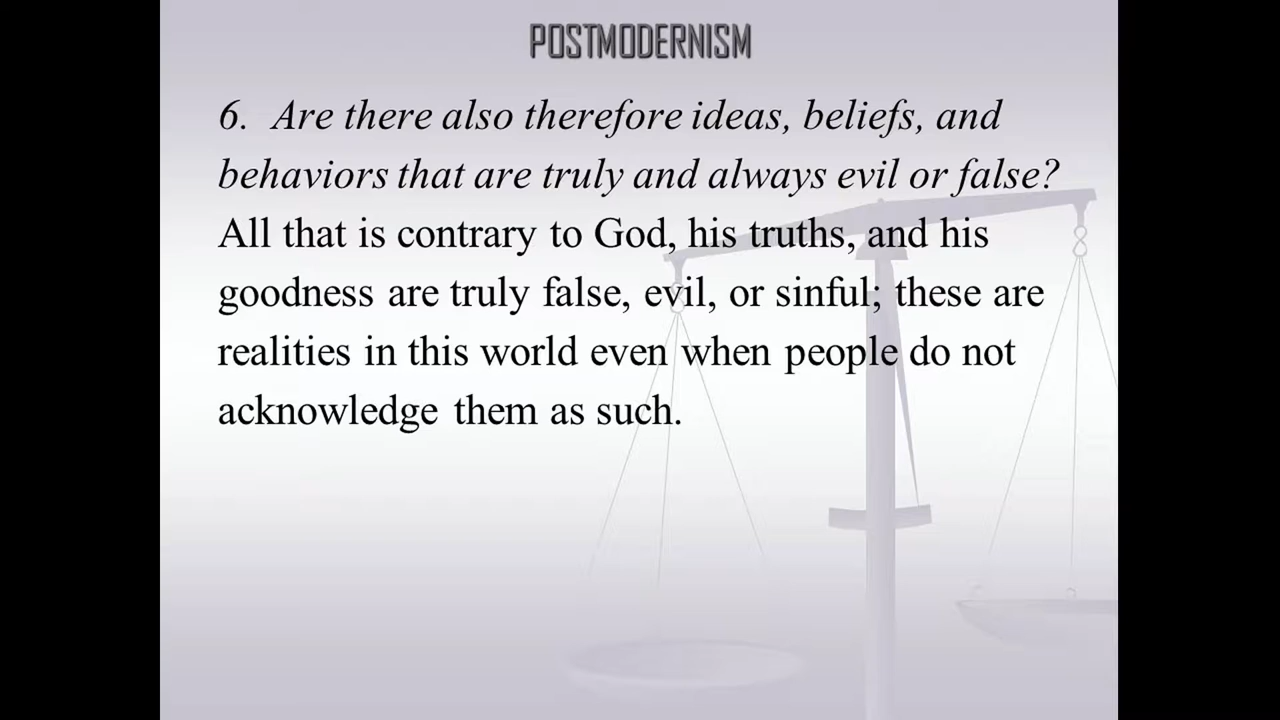 POSTMODERNISM
6. Are there also therefore ideas, beliefs, and
behaviors that are truly and always evil or false?
All that is contrary to God, his truths, and his
goodness are truly false, evil, or sinful; these are
realities in this world even when people do not
acknowledge them as such.